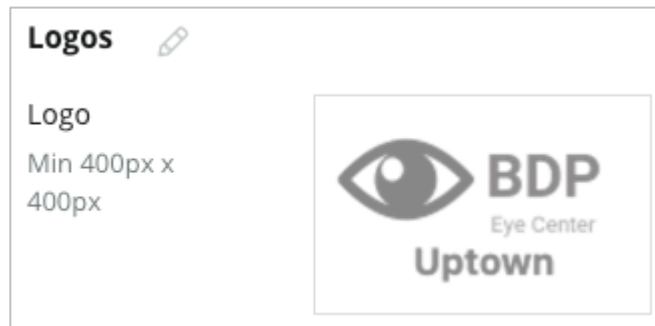 Logos
Logo
Min 400px x
400px
BDP
Eye Center
Uptown